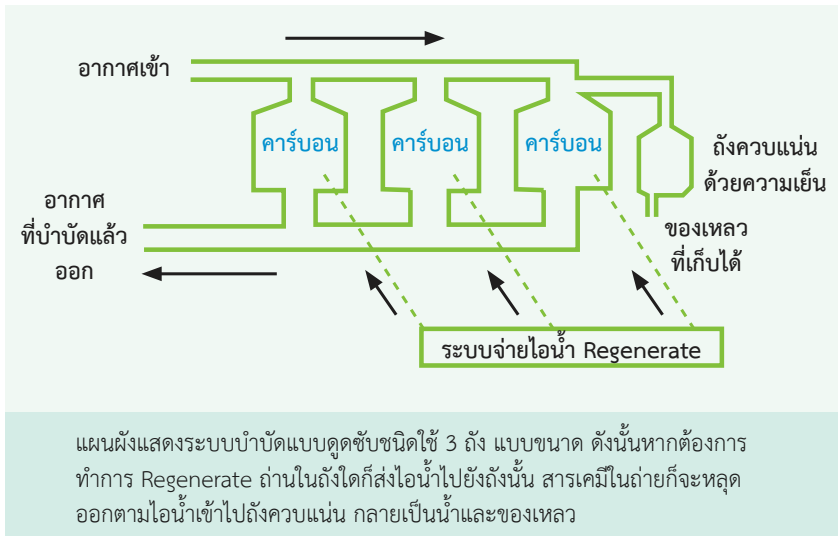 อากาศเข้า
คาร์บอน
คาร์บอน
คาร์บอน
ถังควบแน่น
ด้วยความเย็น
อากาศ
ที่บำบัดแล้ว
ออก
ของเหลว
ที่เก็บได้
ระบบจ่ายไอน้ำ Regenerate
แผนผังแสดงระบบบำบัดแบบดูดซับชนิดใช้ 3 ถัง แบบขนาด ดังนั้นหากต้องการ
ทำการ Regenerate ถ่านในถังใดก็ส่งไอน้ำไปยังถังนั้น สารเคมีในถ่ายก็จะหลุด
ออกตามไอน้ำเข้าไปถังควบแน่น กลายเป็นน้ำและของเหลว